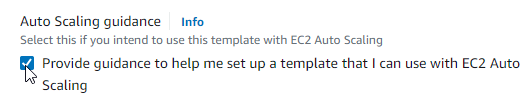 Auto Scaling guidance Info
Select this if you intend to use this template with EC2 Auto Scaling
Provide guidance to help me set up a template that I can use with EC2 Auto
Scaling